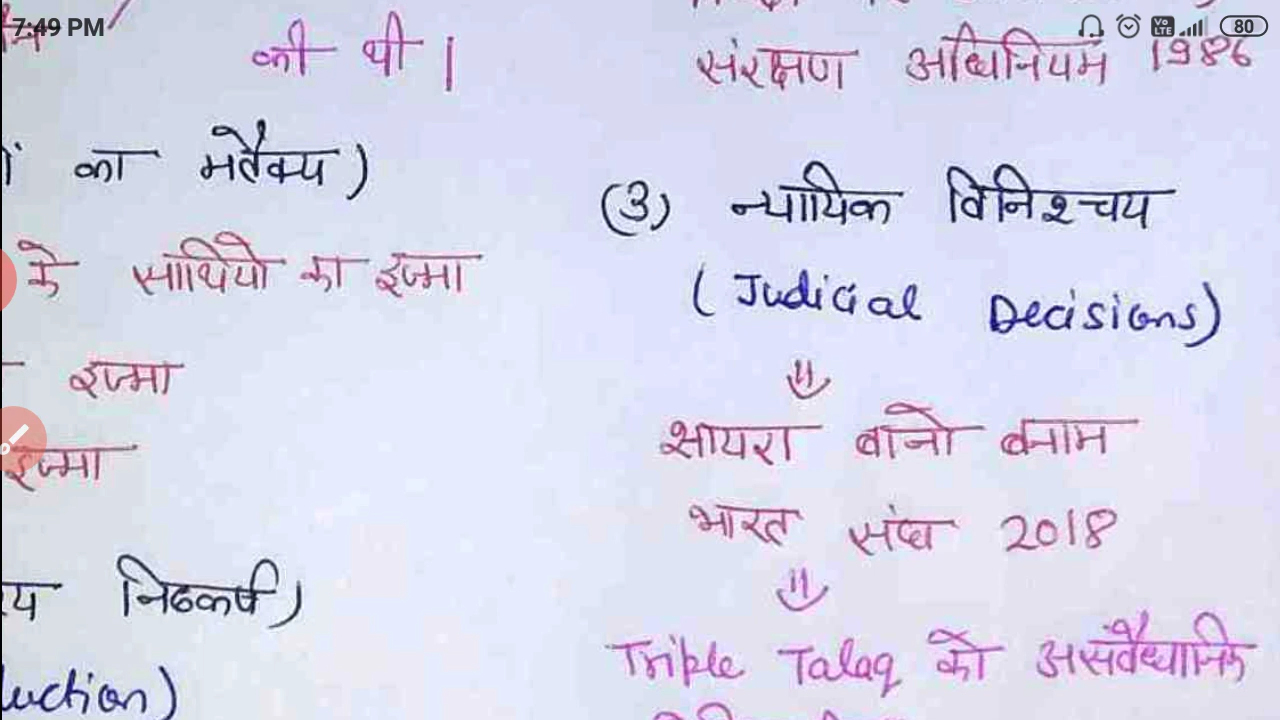 7:49 PM
80
की थी |
का मतैक्य)
के साथियो का इज्मा
इज्मा
इज्मा
निष्कर्ष)
uction)
संरक्षण अधिनियम 1986
(3) न्यायिक विनिश्चय
(Judicial Decisions)
शायरा बानो बनाम
भारत संघ 2018
Triple Talaq को असंवैधानिक